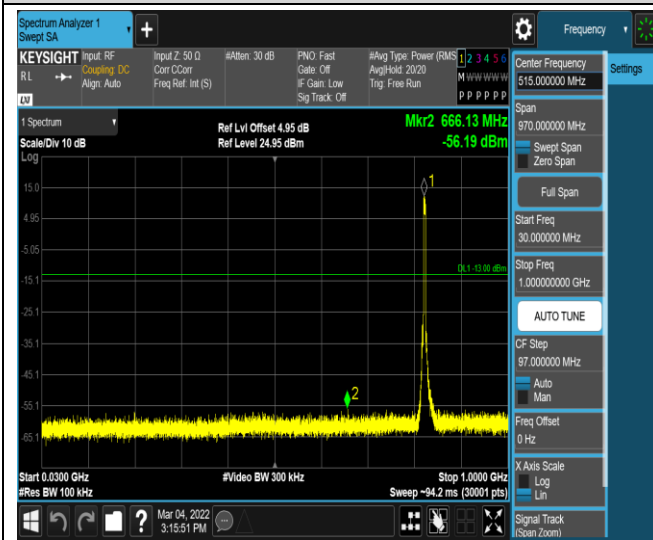 Spectrum Analyzer 1
Swept SA
+
Frequency
KEYSIGHT
RL
LXI
Input: RF
Coupling: DC
Align: Auto
Input Z: 50 Ω
Corr CCorr
Freq Ref: Int (S)
#Atten: 30 dB
PNO: Fast
Gate: Off
IF Gain: Low
Sig Track: Off
#Avg Type: Power (RMS
Avg|Hold: 20/20
Trig: Free Run
1 2 3 4 5 6
M W W W W W
P P P P P P
Center Frequency
515.000000 MHz
Settings
Span
970.000000 MHz
Swept Span
Zero Span
Full Span
Start Freq
30.000000 MHz
Stop Freq
1.000000000 GHz
AUTO TUNE
CF Step
97.000000 MHz
Auto
Man
Freq Offset
0 Hz
X Axis Scale
Log
Lin
Signal Track
(Span Zoom)
1 Spectrum
Scale/Div 10 dB
Log
Ref Lvl Offset 4.95 dB
Ref Level 24.95 dBm
Mkr2 666.13 MHz
-56.19 dBm
1
15.0
4.95
-5.05
DL1 -13.00 dBm
-15.1
-25.1
-35.1
-45.1
2
-55.1
-65.1
Start 0.0300 GHz
#Res BW 100 kHz
#Video BW 300 kHz
Stop 1.0000 GHz
Sweep ~94.2 ms (30001 pts)
?
Mar 04, 2022
3:15:51 PM